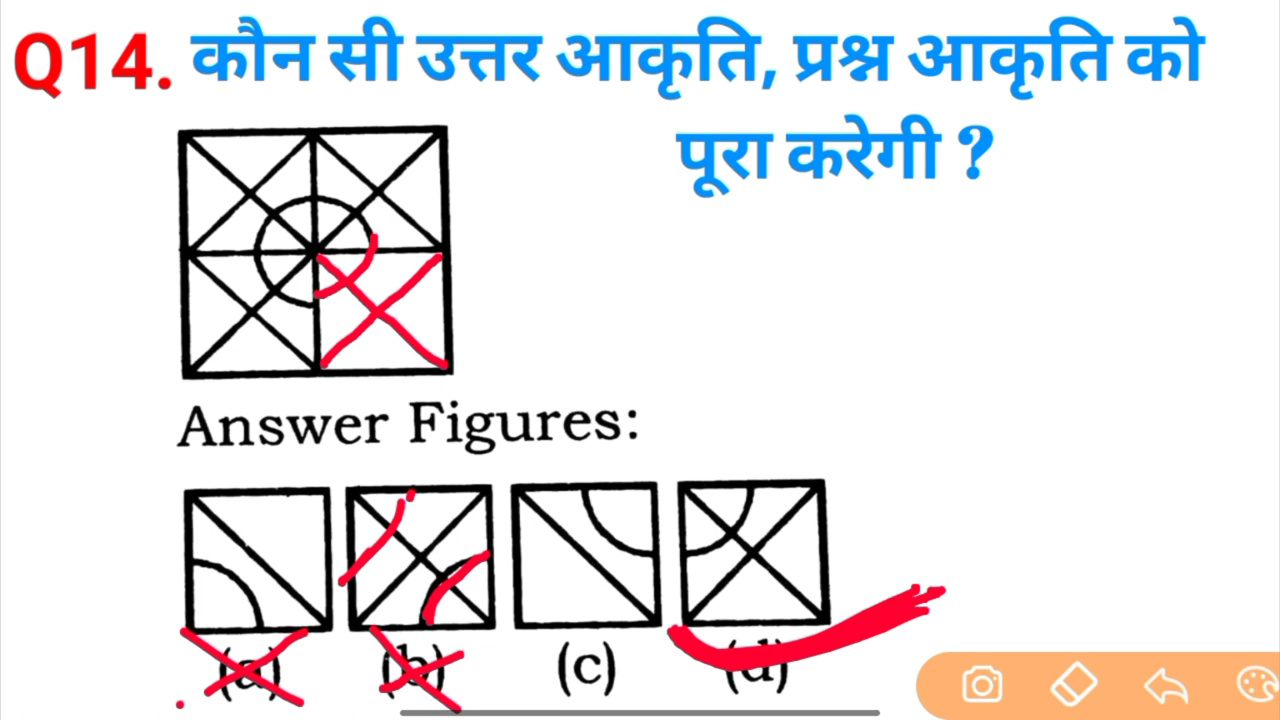 Q14. कौन सी उत्तर आकृति, प्रश्न आकृति को
पूरा करेगी ?
Answer Figures:
(a) (b) (c) (d)